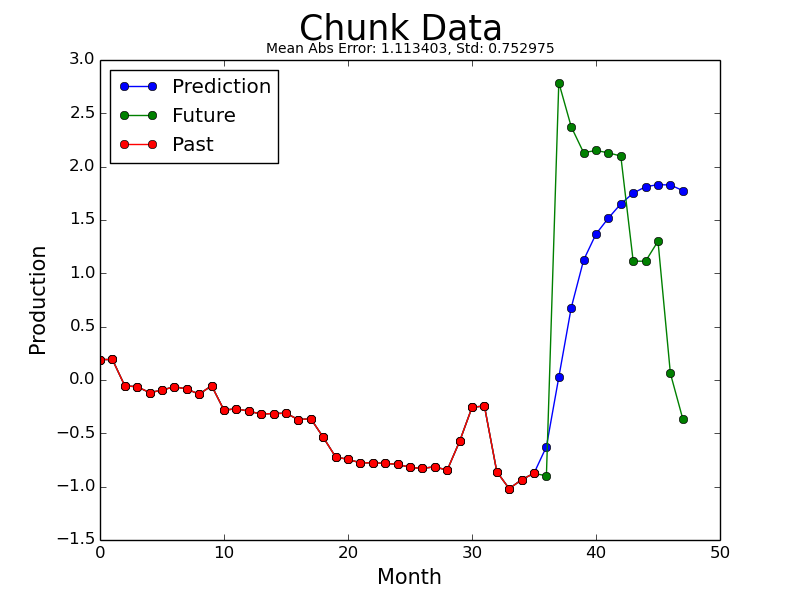 Chunk Data
Mean Abs Error: 1.113403, Std: 0.752975
3.0
2.5
2.0
1.5
1.0
0.5
0.0
−0.5
−1.0
−1.5
Production
Prediction
Future
Past
0 10 20 30 40 50
Month